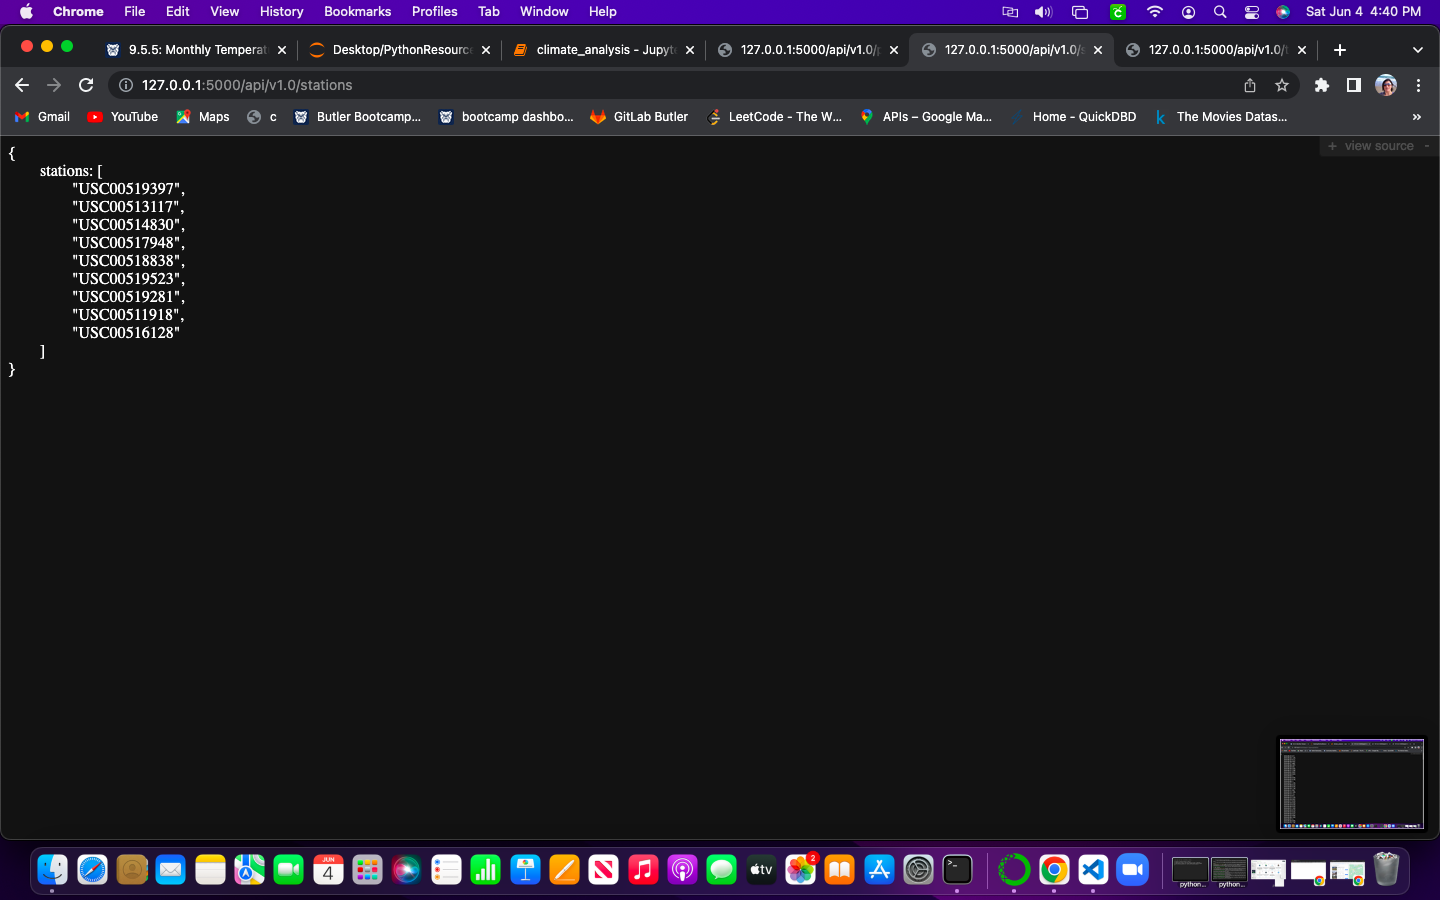 Chrome File Edit View History Bookmarks Profiles Tab Window Help Sat Jun 4 4:40 PM
9.5.5: Monthly Temperat Desktop/PythonResource climate_analysis - Jupyte 127.0.0.1:5000/api/v1.0/ 127.0.0.1:5000/api/v1.0/ 127.0.0.1:5000/api/v1.0/
127.0.0.1:5000/api/v1.0/stations
Gmail YouTube Maps c Butler Bootcamp... bootcamp dashbo... GitLab Butler LeetCode - The W... APIs – Google Ma... Home - QuickDBD The Movies Datas... »
+ view source -
{
stations: [
"USC00519397",
"USC00513117",
"USC00514830",
"USC00517948",
"USC00518838",
"USC00519523",
"USC00519281",
"USC00511918",
"USC00516128"
]
}
JUN
4
tv
2
python... python...